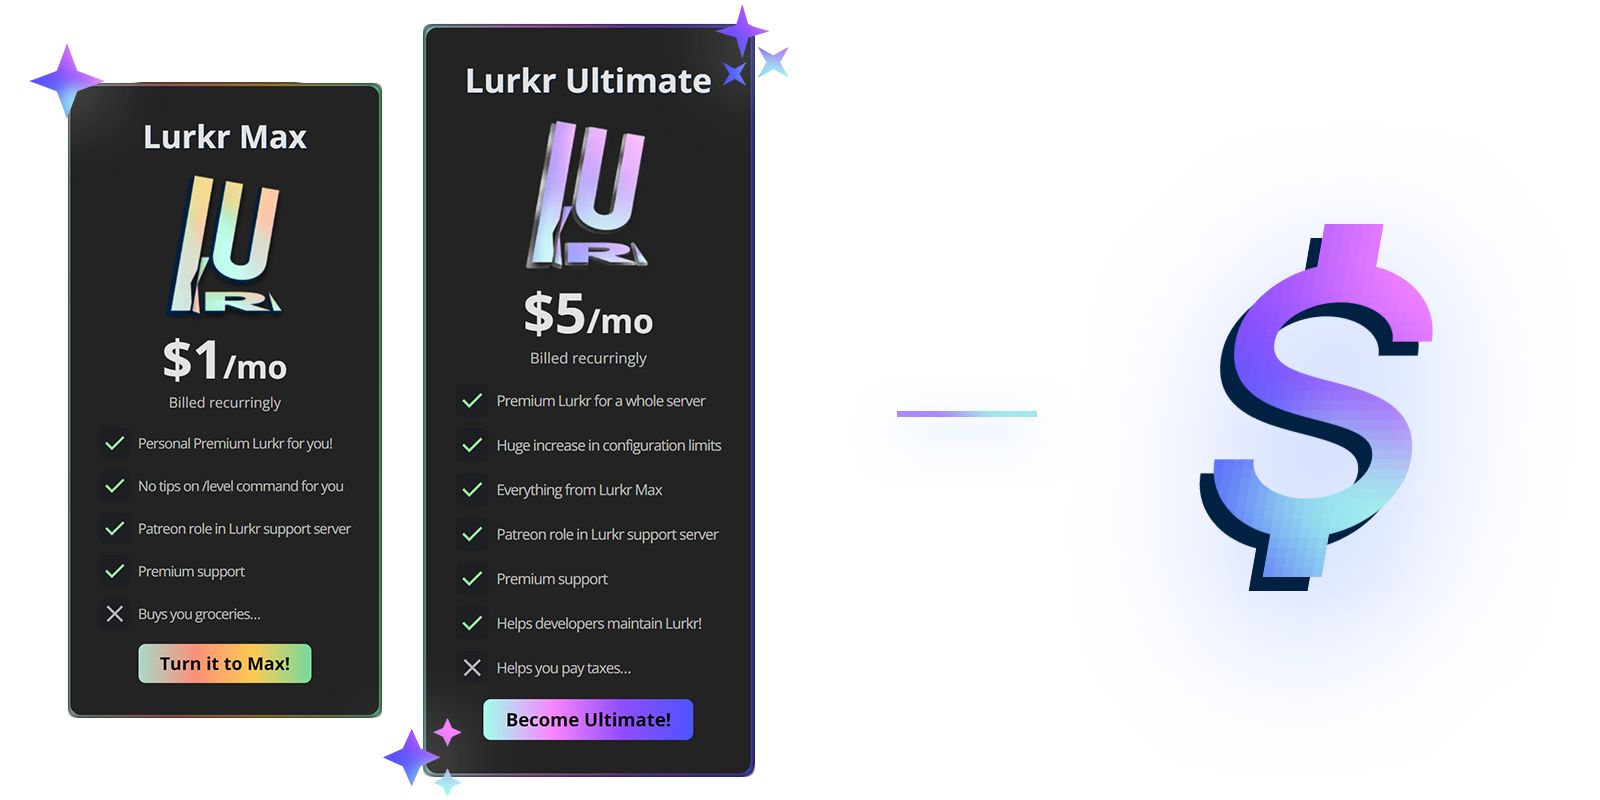 Lurkr Max
LURKR
$1/mo
Billed recurringly
Personal Premium Lurkr for you!
No tips on /level command for you
Patreon role in Lurkr support server
Premium support
Buys you groceries...
Turn it to Max!
Lurkr Ultimate
LURKR
$5/mo
Billed recurringly
Premium Lurkr for a whole server
Huge increase in configuration limits
Everything from Lurkr Max
Patreon role in Lurkr support server
Premium support
Helps developers maintain Lurkr!
Helps you pay taxes...
Become Ultimate!
$